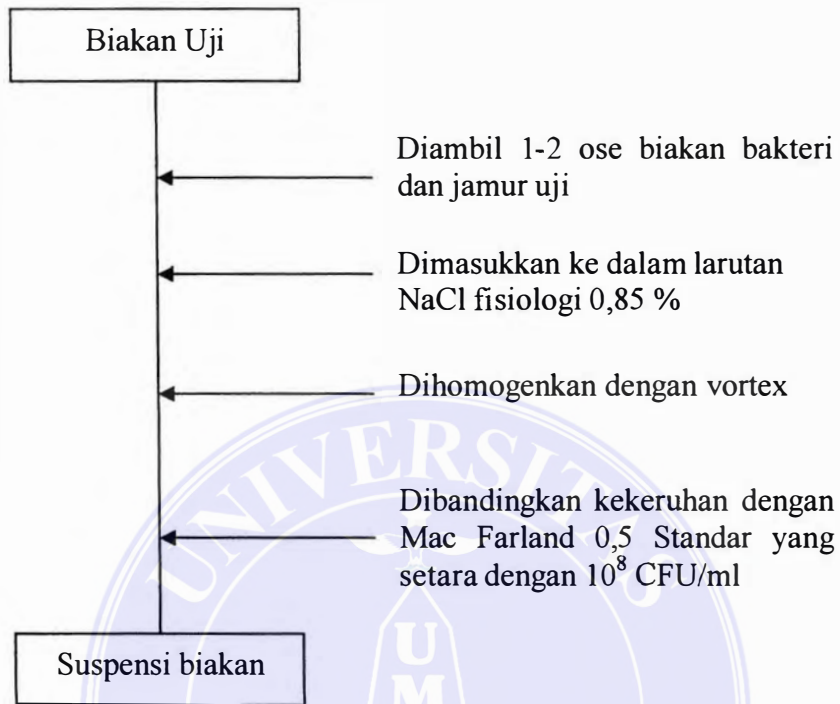 Biakan Uji
Diambil 1-2 ose biakan bakteri
dan jamur uji
Dimasukkan ke dalam larutan
NaCl fisiologi 0,85 %
Dihomogenkan dengan vortex
UNIVERSITAS
Dibandingkan kekeruhan dengan
Mac Farland 0,5 Standar yang
setara dengan 10⁸ CFU/ml
Suspensi biakan
U
M